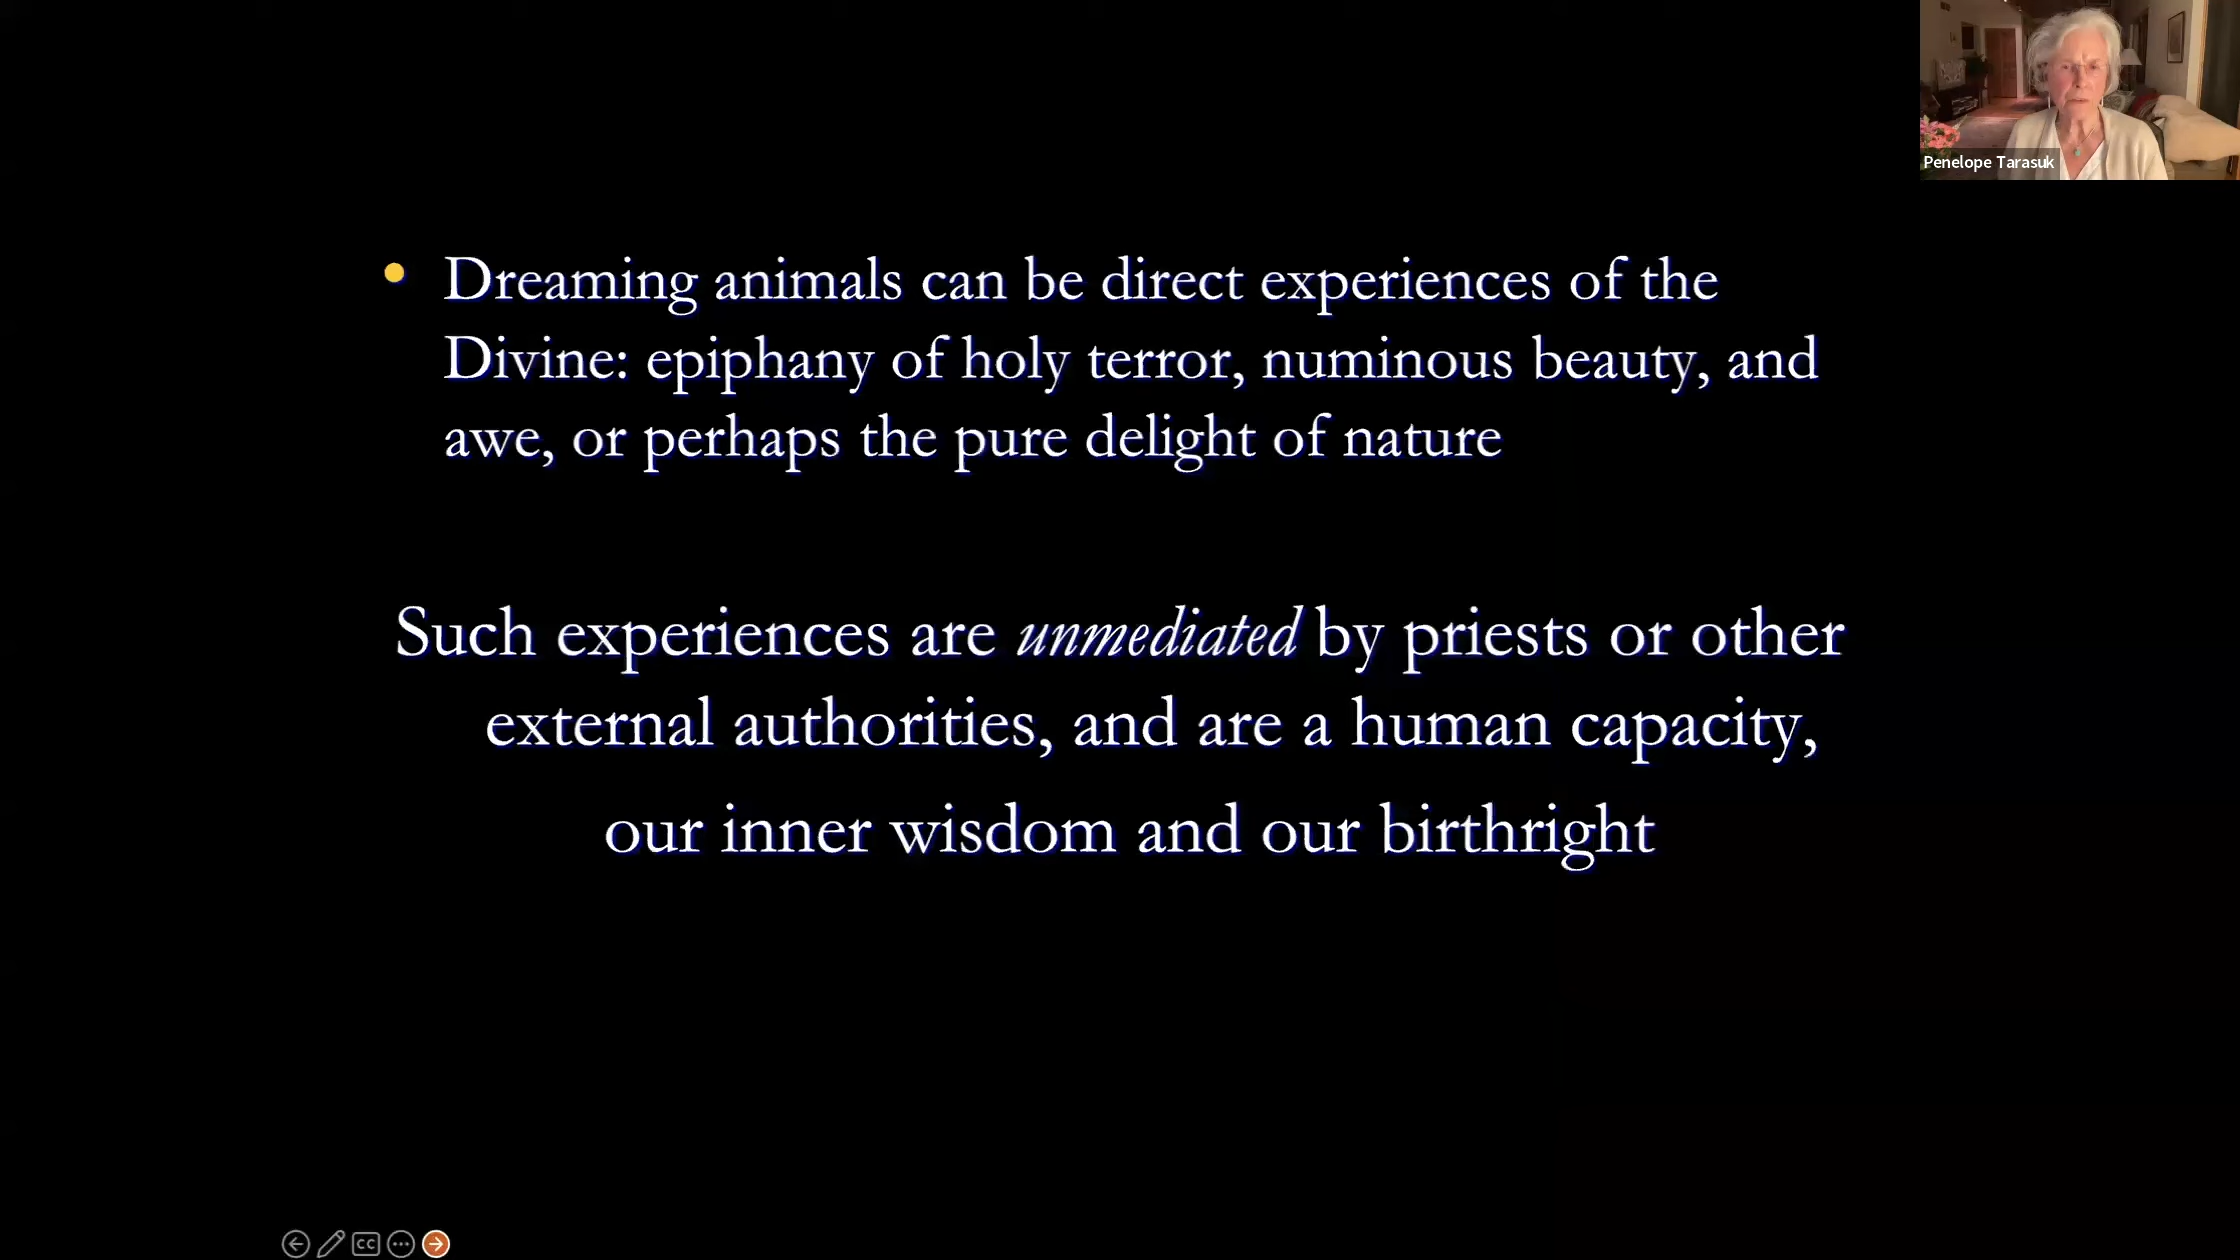 Penelope Tarasuk
• Dreaming animals can be direct experiences of the
Divine: epiphany of holy terror, numinous beauty, and
awe, or perhaps the pure delight of nature
Such experiences are unmediated by priests or other
external authorities, and are a human capacity,
our inner wisdom and our birthright
CC